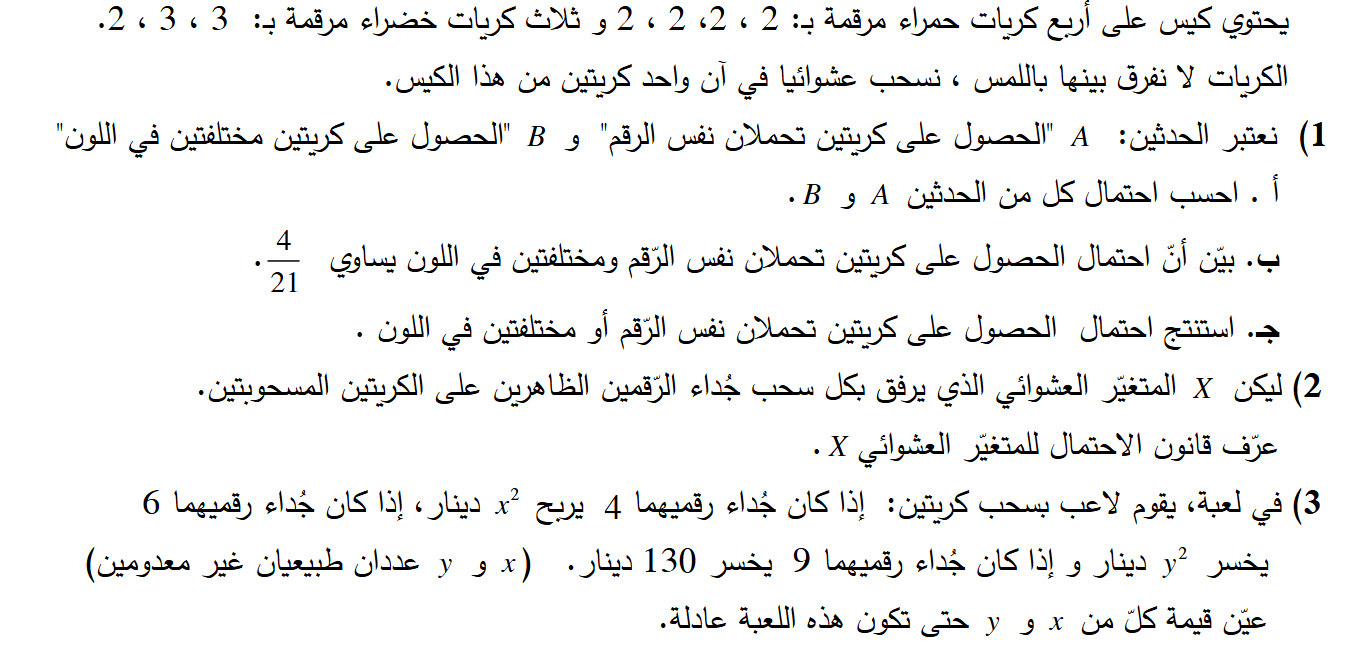 يحتوي كيس على أربع كريات حمراء مرقمة بـ: 2 ، 2 ،2 ، 2 و ثلاث كريات خضراء مرقمة بـ: 3 ، 3 ، 2.
الكريات لا نفرق بينها باللمس ، نسحب عشوائيا في آن واحد كريتين من هذا الكيس.
1) نعتبر الحدثين: A "الحصول على كريتين تحملان نفس الرقم" و B "الحصول على كريتين مختلفتين في اللون"
أ . احسب احتمال كل من الحدثين A و B .
ب. بيّن أنّ احتمال الحصول على كريتين تحملان نفس الرّقم ومختلفتين في اللون يساوي 4/21.
جـ. استنتج احتمال الحصول على كريتين تحملان نفس الرّقم أو مختلفتين في اللون .
2) ليكن X المتغيّر العشوائي الذي يرفق بكل سحب جُداء الرّقمين الظاهرين على الكريتين المسحوبتين.
عرّف قانون الاحتمال للمتغيّر العشوائي X .
3) في لعبة، يقوم لاعب بسحب كريتين: إذا كان جُداء رقميهما 4 يربح x² دينار، إذا كان جُداء رقميهما 6
يخسر y² دينار و إذا كان جُداء رقميهما 9 يخسر 130 دينار. (x و y عددان طبيعيان غير معدومين)
عيّن قيمة كلّ من x و y حتى تكون هذه اللعبة عادلة.